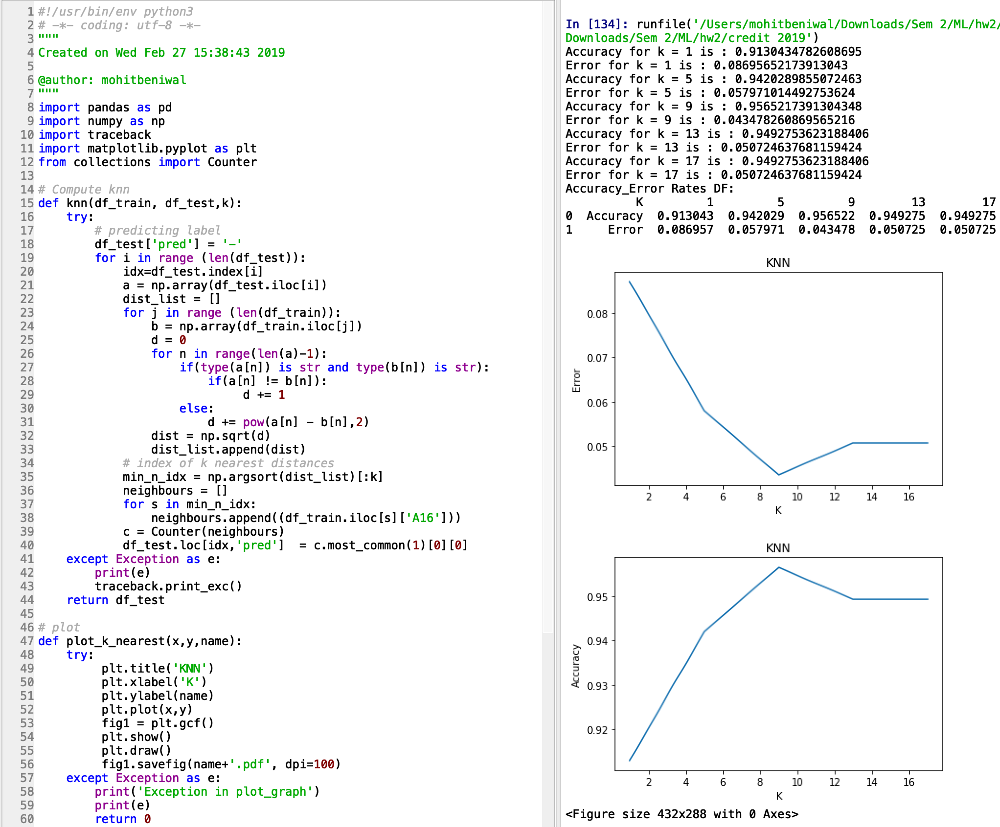 1 #!/usr/bin/env python3
2 # -*- coding: utf-8 -*-
3 """
4 Created on Wed Feb 27 15:38:43 2019
5
6 @author: mohitbeniwal
7 """
8 import pandas as pd
9 import numpy as np
10 import traceback
11 import matplotlib.pyplot as plt
12 from collections import Counter
13
14 # Compute knn
15 def knn(df_train, df_test,k):
16     try:
17         # predicting label
18         df_test['pred'] = '-'
19         for i in range (len(df_test)):
20             idx=df_test.index[i]
21             a = np.array(df_test.iloc[i])
22             dist_list = []
23             for j in range (len(df_train)):
24                 b = np.array(df_train.iloc[j])
25                 d = 0
26                 for n in range(len(a)-1):
27                     if(type(a[n]) is str and type(b[n]) is str):
28                         if(a[n] != b[n]):
29                              d += 1
30                     else:
31                         d += pow(a[n] - b[n],2)
32                 dist = np.sqrt(d)
33                 dist_list.append(dist)
34             # index of k nearest distances
35             min_n_idx = np.argsort(dist_list)[:k]
36             neighbours = []
37             for s in min_n_idx:
38                 neighbours.append((df_train.iloc[s]['A16']))
39             c = Counter(neighbours)
40             df_test.loc[idx,'pred']  = c.most_common(1)[0][0]
41     except Exception as e:
42         print(e)
43         traceback.print_exc()
44     return df_test
45
46 # plot
47 def plot_k_nearest(x,y,name):
48     try:
49          plt.title('KNN')
50          plt.xlabel('K')
51          plt.ylabel(name)
52          plt.plot(x,y)
53          fig1 = plt.gcf()
54          plt.show()
55          plt.draw()
56          fig1.savefig(name+'.pdf', dpi=100)
57     except Exception as e:
58         print('Exception in plot_graph')
59         print(e)
60         return 0
In [134]: runfile('/Users/mohitbeniwal/Downloads/Sem 2/ML/hw2/
Downloads/Sem 2/ML/hw2/credit 2019')
Accuracy for k = 1 is : 0.9130434782608695
Error for k = 1 is : 0.08695652173913043
Accuracy for k = 5 is : 0.9420289855072463
Error for k = 5 is : 0.057971014492753624
Accuracy for k = 9 is : 0.9565217391304348
Error for k = 9 is : 0.043478260869565216
Accuracy for k = 13 is : 0.9492753623188406
Error for k = 13 is : 0.050724637681159424
Accuracy for k = 17 is : 0.9492753623188406
Error for k = 17 is : 0.050724637681159424
Accuracy_Error Rates DF:
K 1 5 9 13 17
0 Accuracy 0.913043 0.942029 0.956522 0.949275 0.949275
1 Error 0.086957 0.057971 0.043478 0.050725 0.050725
KNN
0.08
0.07
0.06
0.05
Error
2 4 6 8 10 12 14 16
K
KNN
0.95
0.94
0.93
0.92
Accuracy
2 4 6 8 10 12 14 16
K
<Figure size 432x288 with 0 Axes>